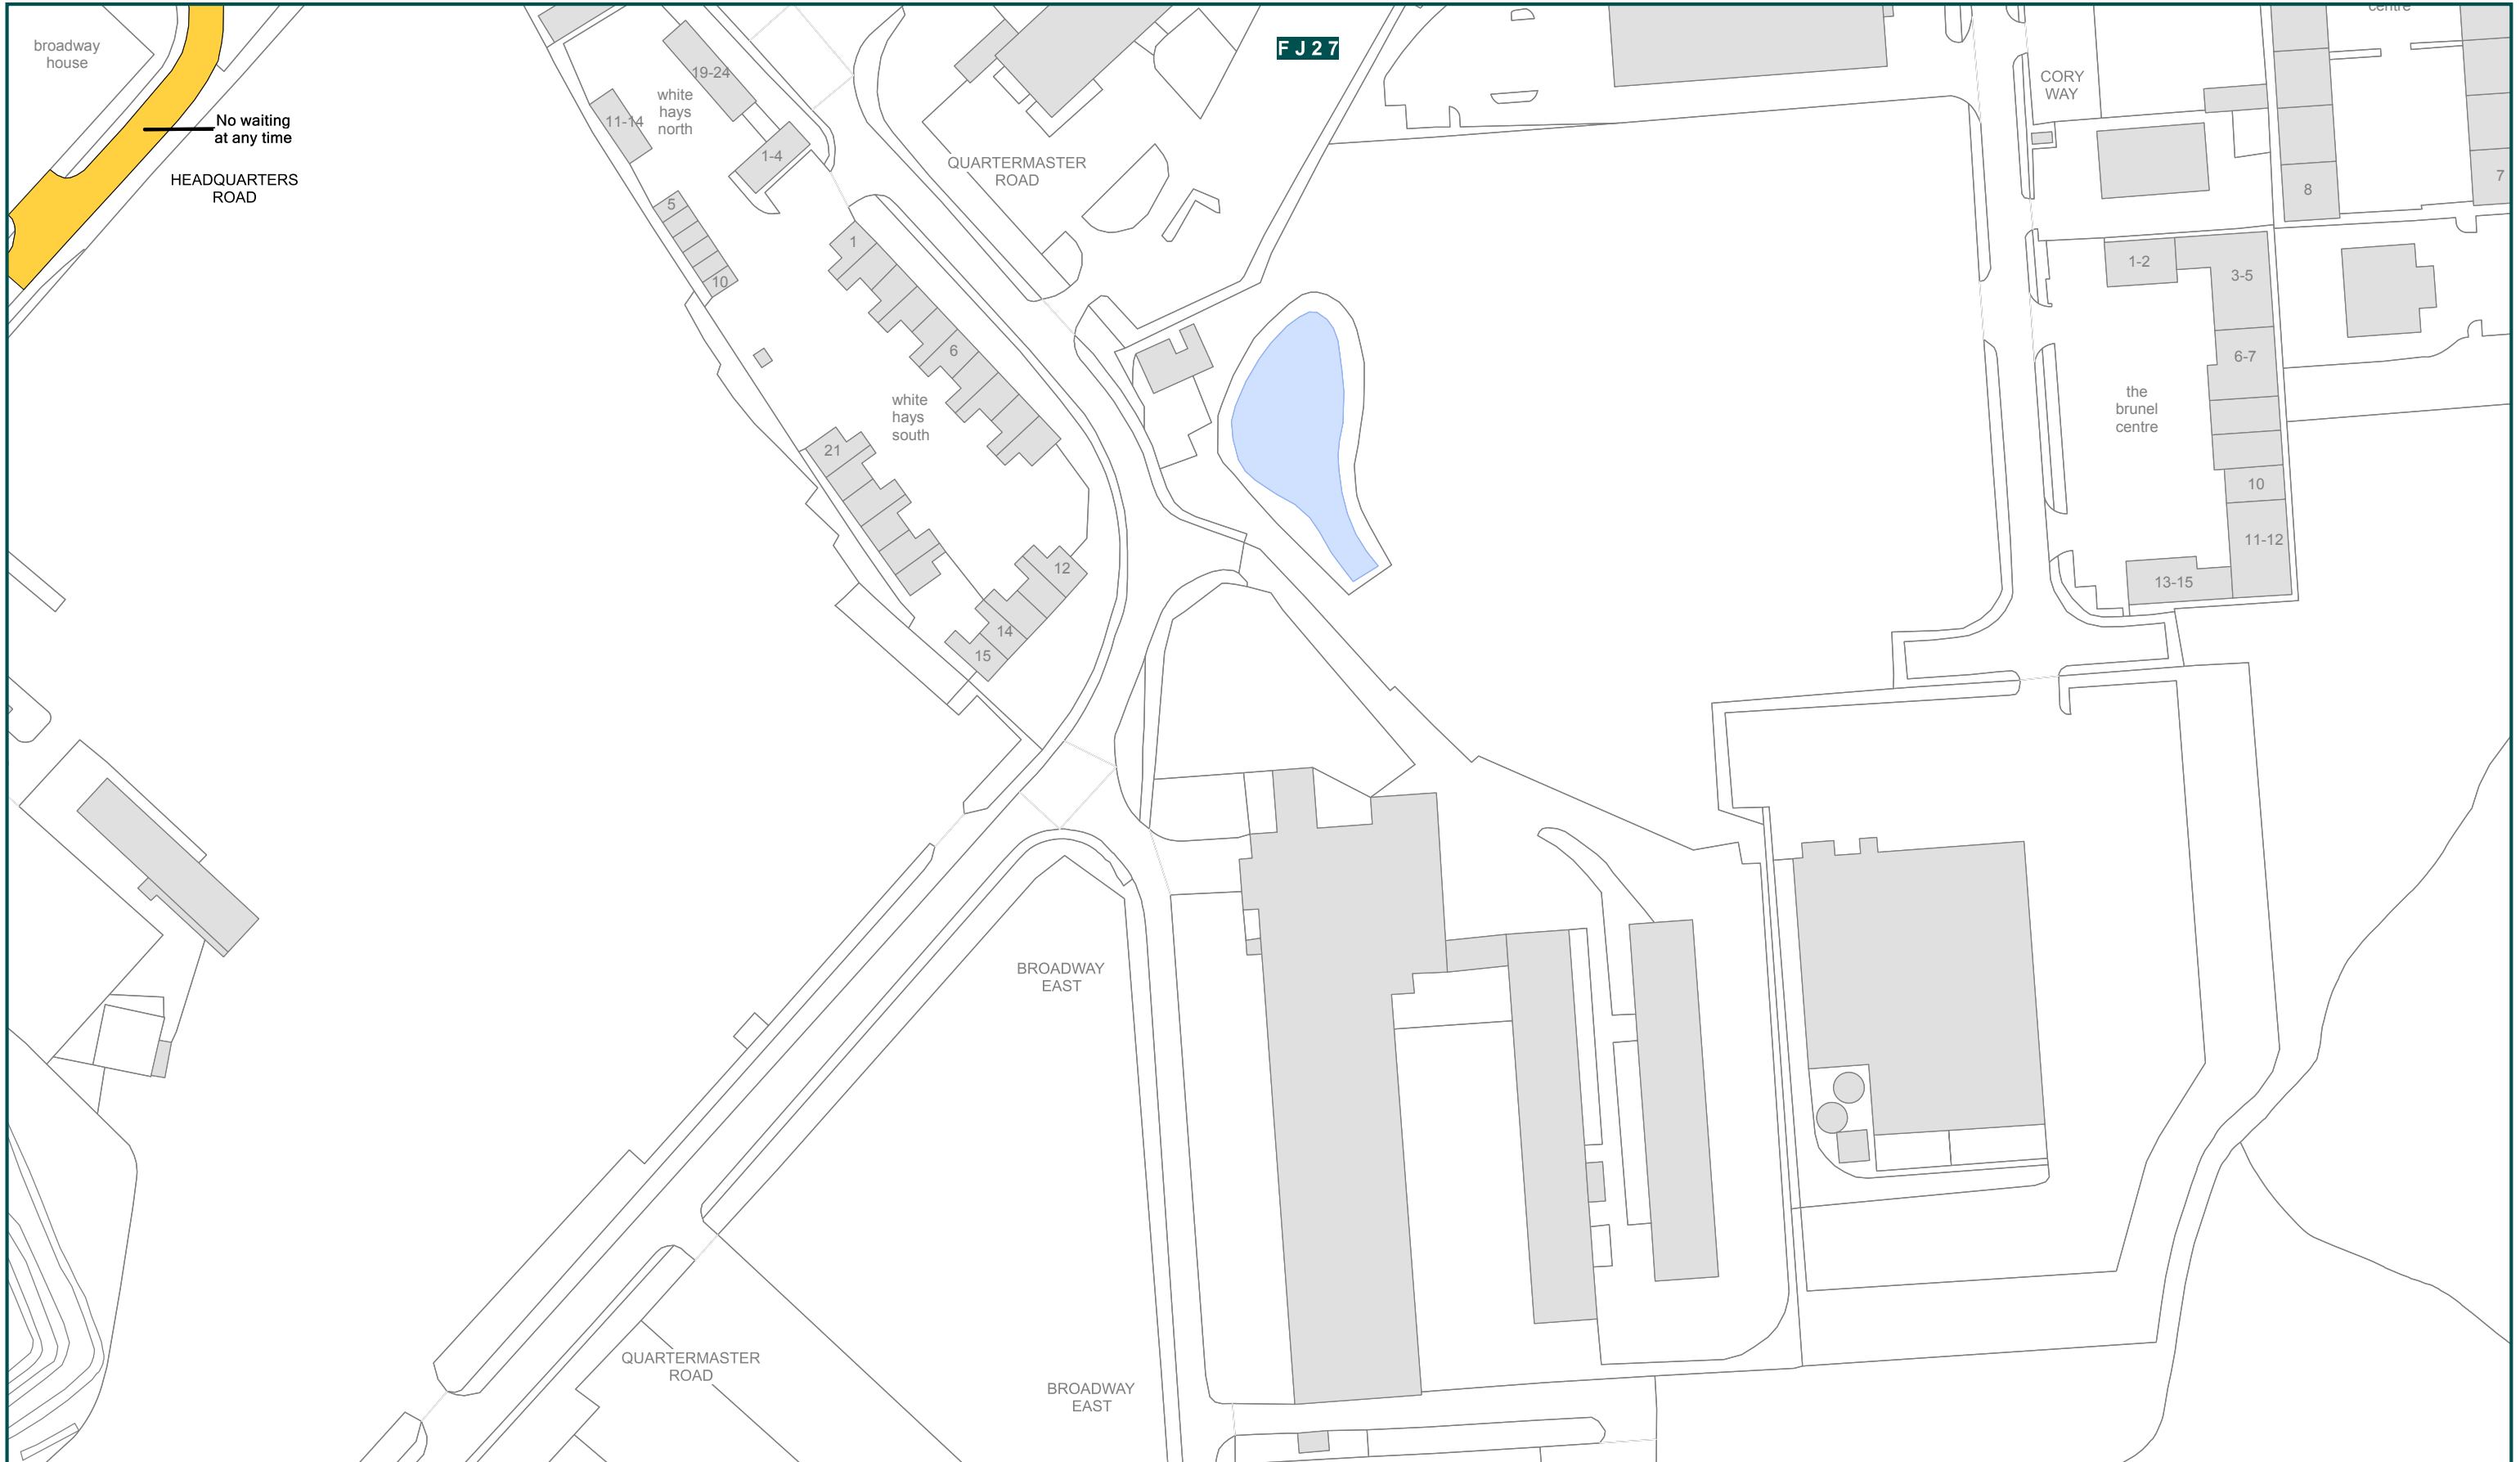 centre
broadway
house
F J 2 7
19-24
CORY
WAY
white
hays
north
11-14
No waiting
at any time
1-4
QUARTERMASTER
ROAD
HEADQUARTERS
ROAD
8
7
5
1
10
1-2
3-5
6
6-7
white
hays
south
the
brunel
centre
21
10
11-12
12
13-15
14
15
BROADWAY
EAST
QUARTERMASTER
ROAD
BROADWAY
EAST